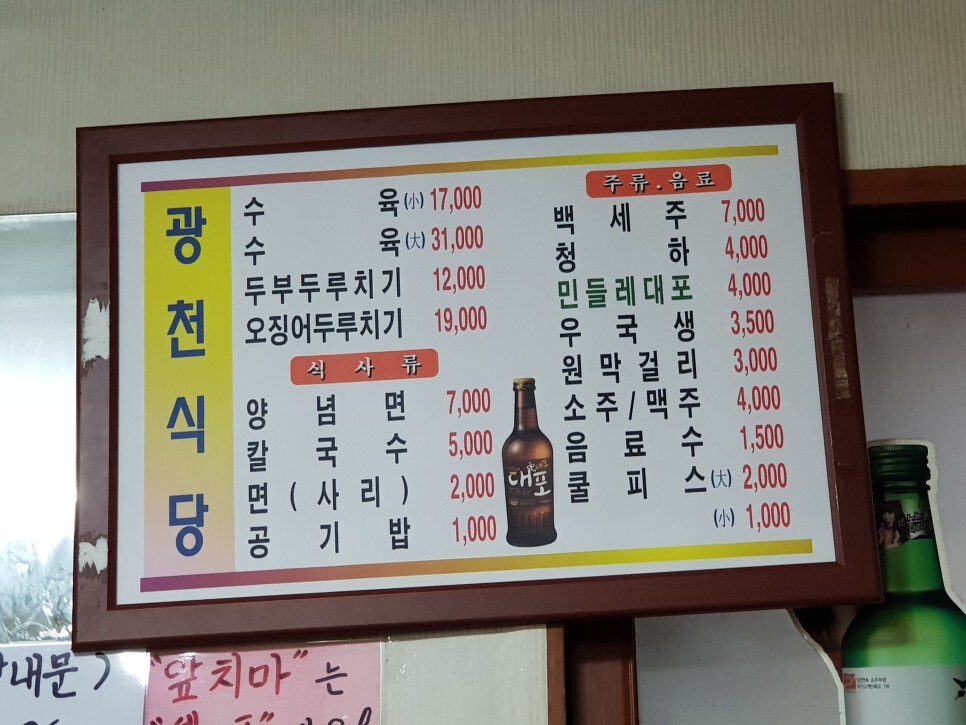 광천식당
수 육(小) 17,000
수 육(大) 31,000
두부두루치기 12,000
오징어두루치기 19,000
식 사 류
양 념 면 7,000
칼 국 수 5,000
면 ( 사 리 ) 2,000
공 기 밥 1,000
주류.음료
백 세 주 7,000
청 하 4,000
민들레대포 4,000
우 국 생 3,500
원 막 걸 리 3,000
소 주 / 맥 주 4,000
음 료 수 1,500
쿨 피 스(大) 2,000
(小) 1,000
대포
내문)
"앞치마"는